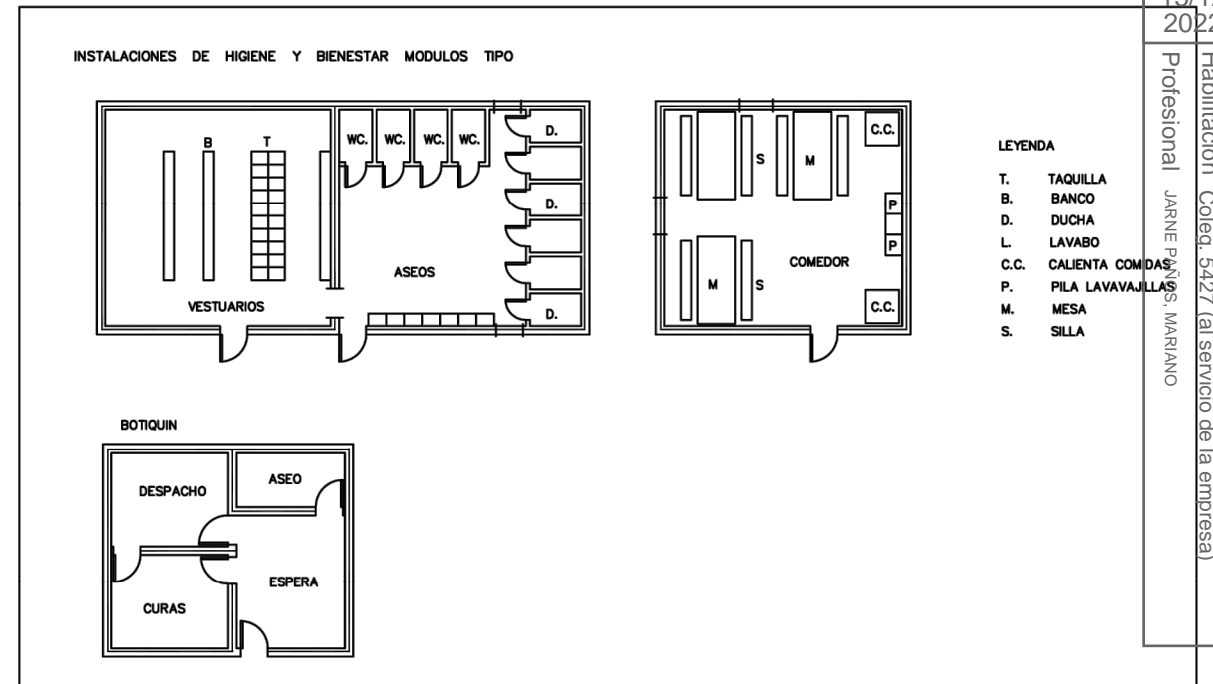 INSTALACIONES DE HIGIENE Y BIENESTAR MODULOS TIPO
B
T
WC.
WC.
WC.
WC.
D.
D.
D.
ASEOS
VESTUARIOS
S
M
C.C.
P
P
COMEDOR
M
S
C.C.
LEYENDA
T. TAQUILLA
B. BANCO
D. DUCHA
L. LAVABO
C.C. CALIENTA COMIDAS
P. PILA LAVAVAJILLAS
M. MESA
S. SILLA
BOTIQUIN
DESPACHO
ASEO
ESPERA
CURAS
2022
Habilitación Coleg. 5427 (al servicio de la empresa)
Profesional JARNE PAÑOS, MARIANO